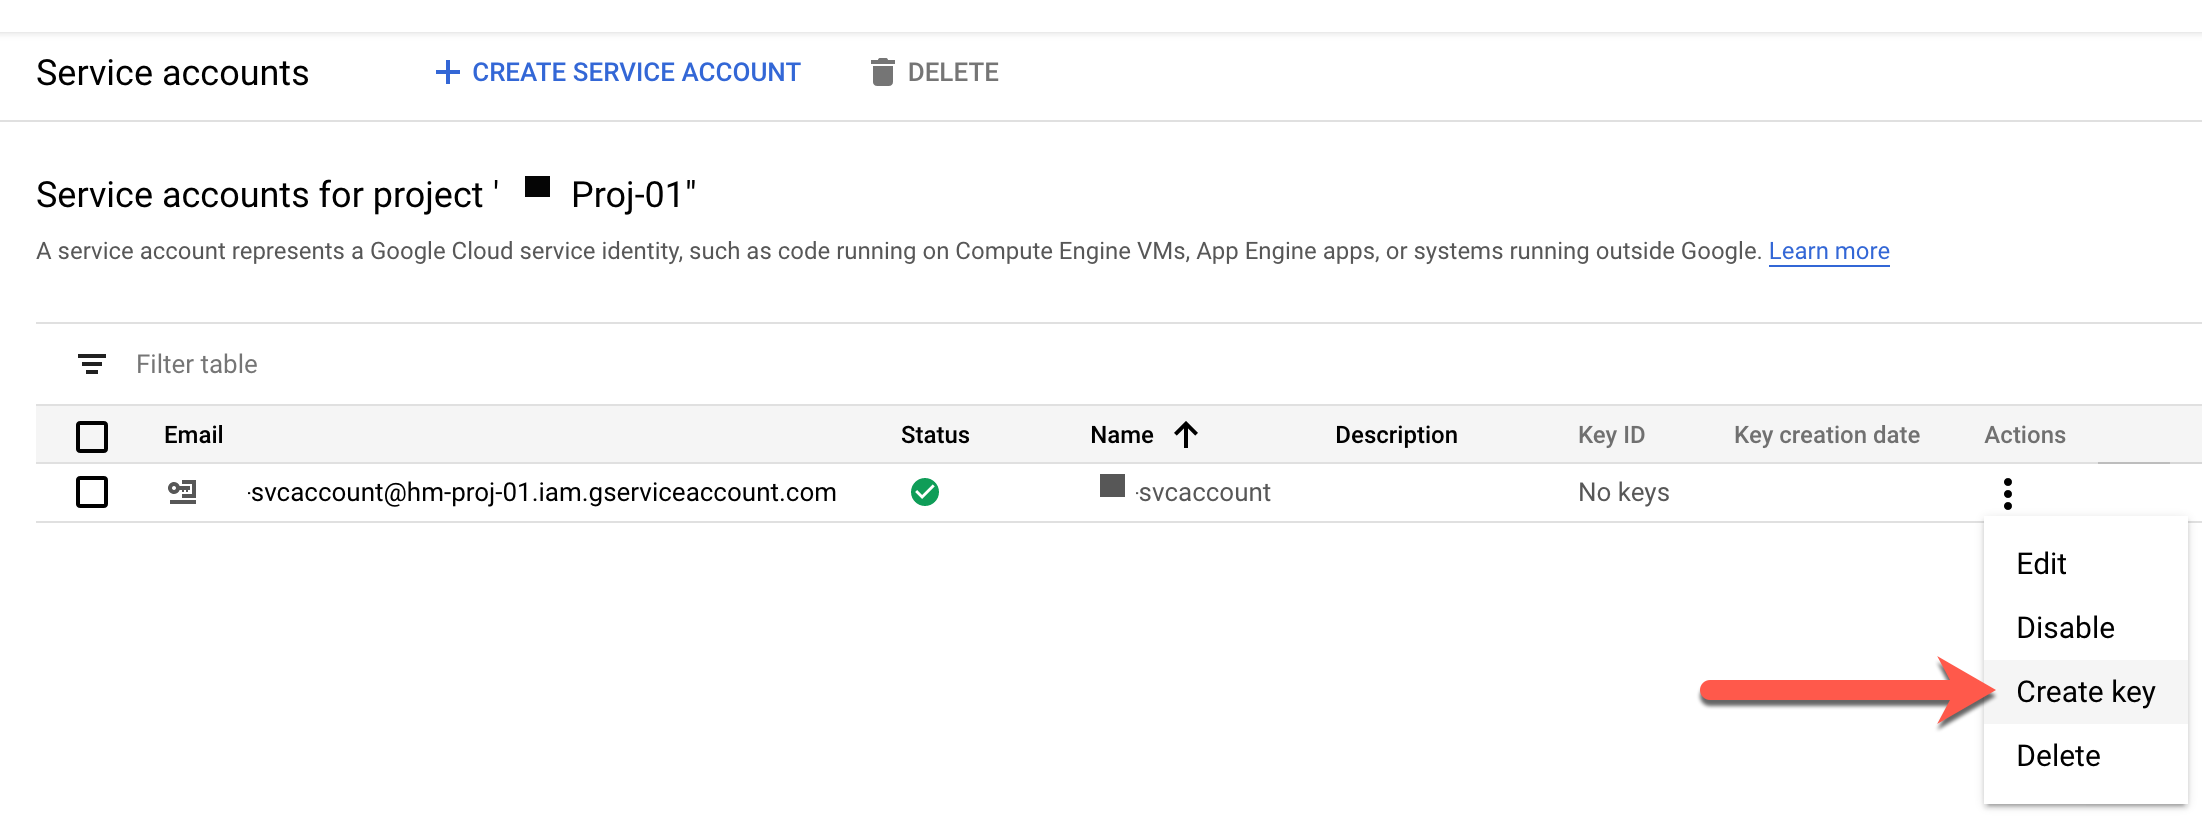 Service accounts + CREATE SERVICE ACCOUNT DELETE
Service accounts for project ' Proj-01"
A service account represents a Google Cloud service identity, such as code running on Compute Engine VMs, App Engine apps, or systems running outside Google. Learn more
Filter table
Email Status Name Description Key ID Key creation date Actions
-svcaccount@hm-proj-01.iam.gserviceaccount.com -svcaccount No keys
Edit
Disable
Create key
Delete